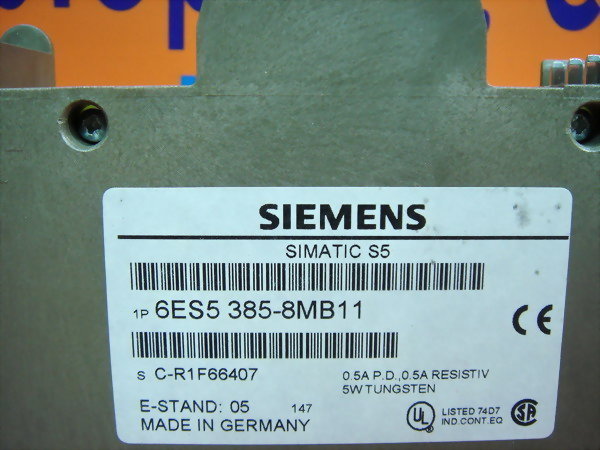 SIEMENS
SIMATIC S5
1P 6ES5 385-8MB11
CE
S C-R1F66407
0.5A P.D.,0.5A RESISTIV
5W TUNGSTEN
E-STAND: 05 147
MADE IN GERMANY
UL LISTED 74D7
IND.CONT.EQ
SA